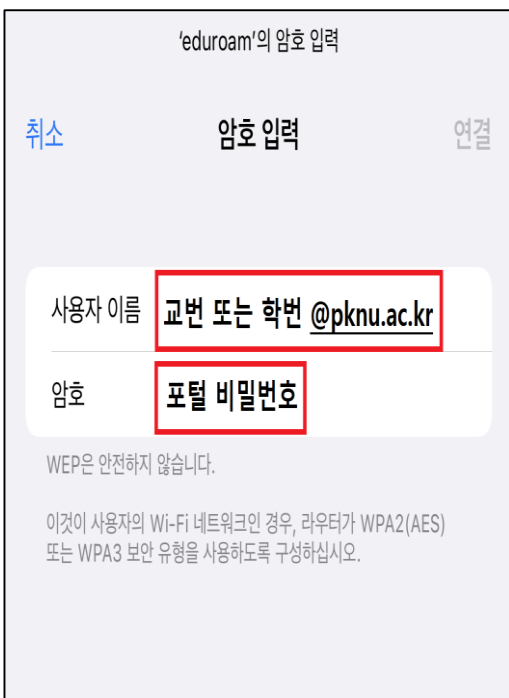 'eduroam'의 암호 입력
취소 암호 입력 연결
사용자 이름 교번 또는 학번 @pknu.ac.kr
암호 포털 비밀번호
WEP은 안전하지 않습니다.
이것이 사용자의 Wi-Fi 네트워크인 경우, 라우터가 WPA2(AES)
또는 WPA3 보안 유형을 사용하도록 구성하십시오.